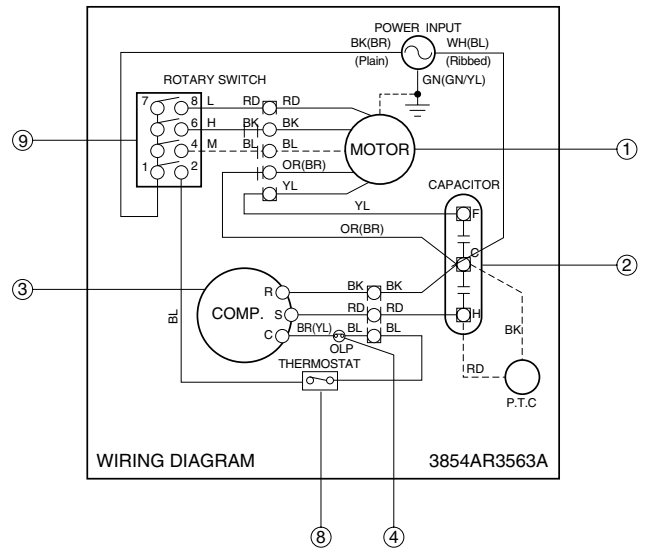 POWER INPUT
BK(BR) WH(BL)
(Plain) (Ribbed)
GN(GN/YL)
ROTARY SWITCH
7 8 L RD RD
6 H BK BK
4 M BL BL
1 2 OR(BR)
YL
MOTOR
9
1
CAPACITOR
YL F
OR(BR)
C
2
3
COMP.
R BK BK
S RD RD H
C BR(YL) BL BL
OLP
BL
THERMOSTAT
BK
RD
P.T.C
WIRING DIAGRAM 3854AR3563A
8 4